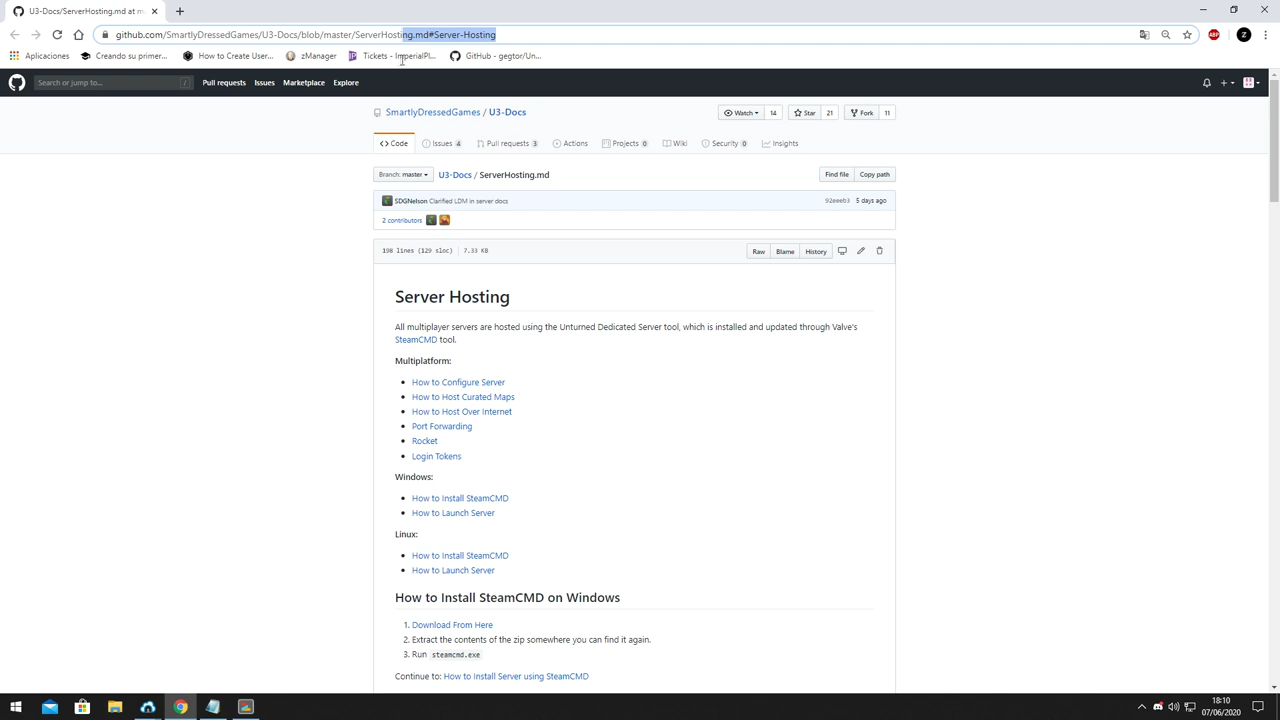 U3-Docs/ServerHosting.md at m
github.com/SmartlyDressedGames/U3-Docs/blob/master/ServerHosting.md#Server-Hosting
Aplicaciones Creando su primer... How to Create User... zManager Tickets - ImperialPl... GitHub - gegtor/Un...
Search or jump to... / Pull requests Issues Marketplace Explore
SmartlyDressedGames / U3-Docs Watch 14 Star 21 Fork 11
Code Issues 4 Pull requests 3 Actions Projects 0 Wiki Security 0 Insights
Branch: master U3-Docs / ServerHosting.md Find file Copy path
SDGNelson Clarified LDM in server docs 92eeeb3 5 days ago
2 contributors
198 lines (129 sloc) 7.33 KB Raw Blame History
Server Hosting
All multiplayer servers are hosted using the Unturned Dedicated Server tool, which is installed and updated through Valve's
SteamCMD tool.
Multiplatform:
• How to Configure Server
• How to Host Curated Maps
• How to Host Over Internet
• Port Forwarding
• Rocket
• Login Tokens
Windows:
• How to Install SteamCMD
• How to Launch Server
Linux:
• How to Install SteamCMD
• How to Launch Server
How to Install SteamCMD on Windows
1. Download From Here
2. Extract the contents of the zip somewhere you can find it again.
3. Run steamcmd.exe
Continue to: How to Install Server using SteamCMD
18:10
07/06/2020